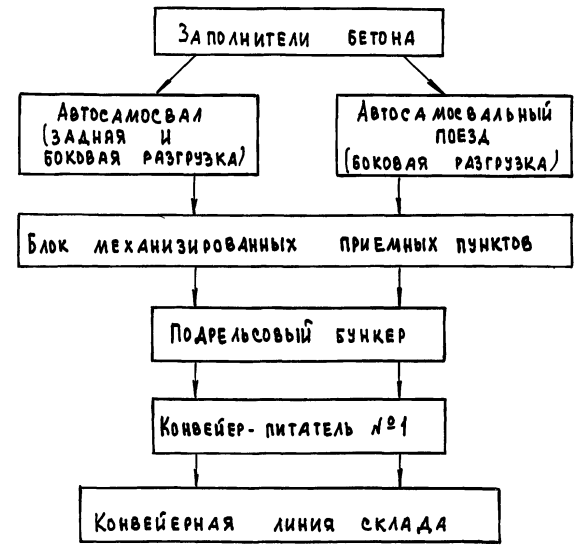 Заполнители бетона
Автосамосвал
(задняя и
боковая разгрузка)
Автосамосвальный
поезд
(боковая разгрузка)
Блок механизированных приемных пунктов
Подрельсовый бункер
Конвейер-питатель №1
Конвейерная линия склада